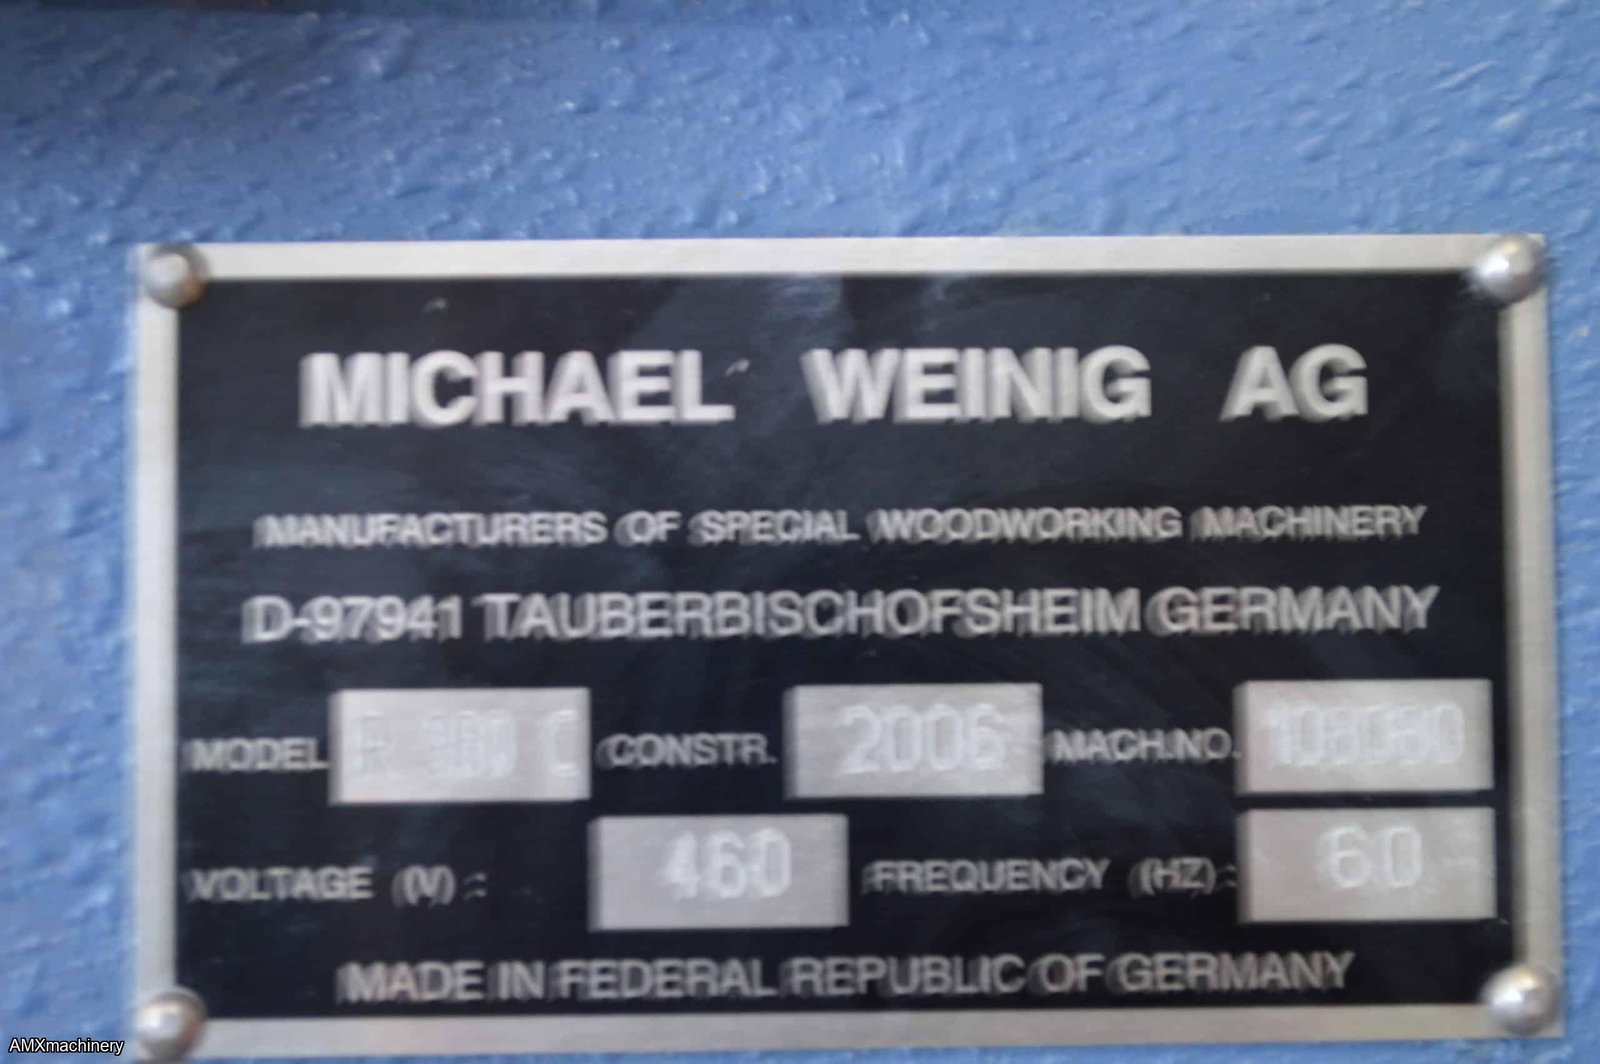 MICHAEL WEINIG AG
MANUFACTURERS OF SPECIAL WOODWORKING MACHINERY
D-97941 TAUBERBISCHOFSHEIM GERMANY
MODEL CONSTR. 2006 MACH.NO.
VOLTAGE (V): 460 FREQUENCY (HZ): 60
MADE IN FEDERAL REPUBLIC OF GERMANY
AMXmachinery